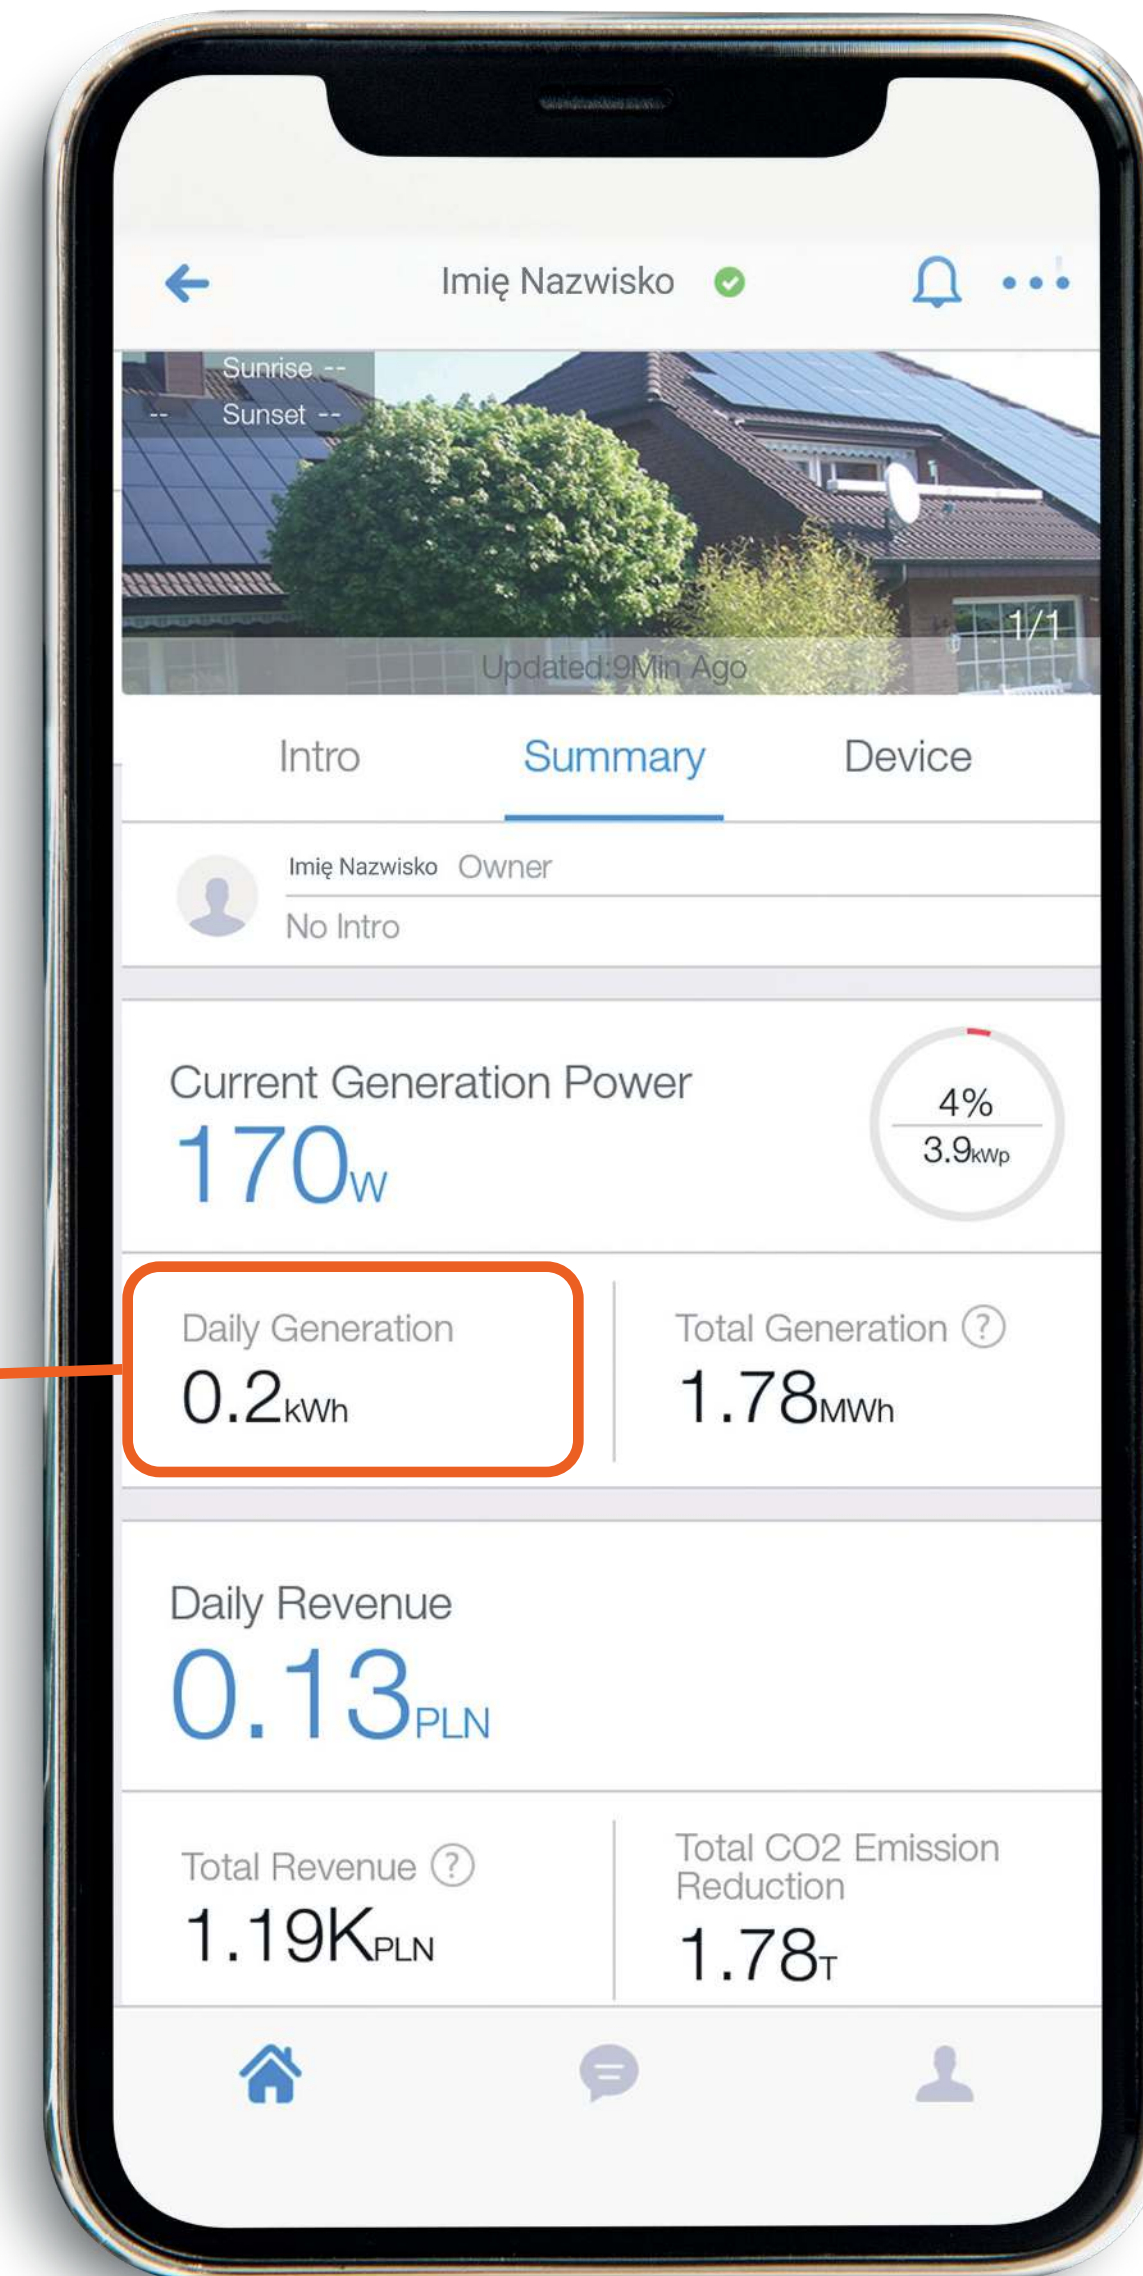 Imię Nazwisko
Sunrise --
-- Sunset --
1/1
Updated:9Min Ago
Intro Summary Device
Imię Nazwisko Owner
No Intro
Current Generation Power
170W
4%
3.9kWp
Daily Generation
0.2kWh
Total Generation ?
1.78MWh
Daily Revenue
0.13PLN
Total Revenue ?
1.19KPLN
Total CO2 Emission
Reduction
1.78T